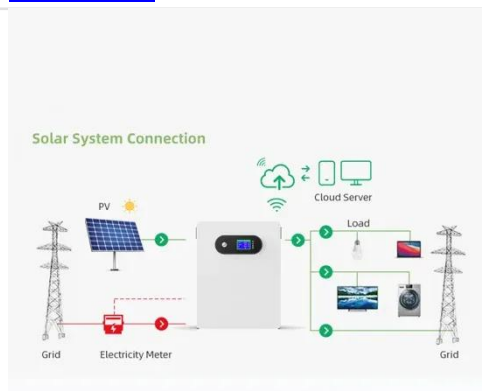 Solar System Connection
Cloud Server
PV
Load
Grid
Electricity Meter
Grid